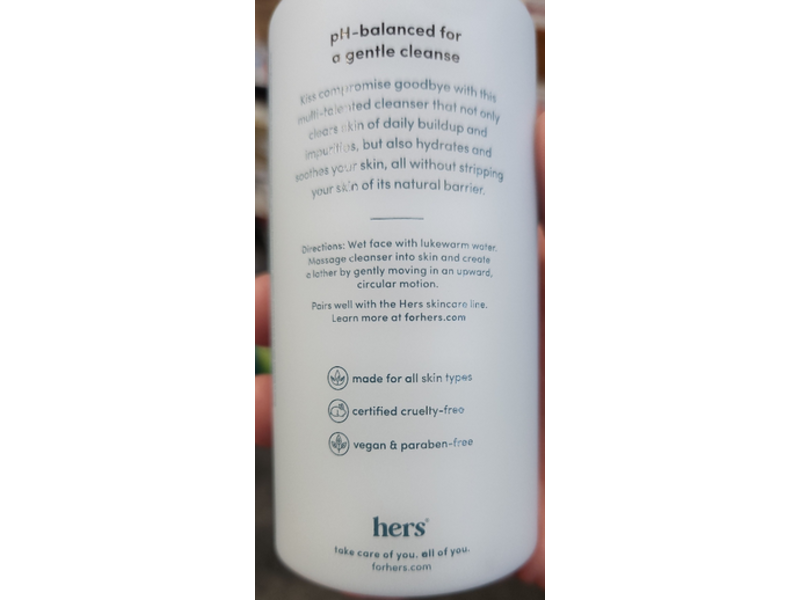 pH-balanced for
a gentle cleanse
Kiss compromise goodbye with this
multi-talented cleanser that not only
clears skin of daily buildup and
impurities, but also hydrates and
soothes your skin, all without stripping
your skin of its natural barrier.
Directions: Wet face with lukewarm water.
Massage cleanser into skin and create
a lather by gently moving in an upward,
circular motion.
Pairs well with the Hers skincare line.
Learn more at forhers.com
made for all skin types
certified cruelty-free
vegan & paraben-free
hers®
take care of you. all of you.
forhers.com